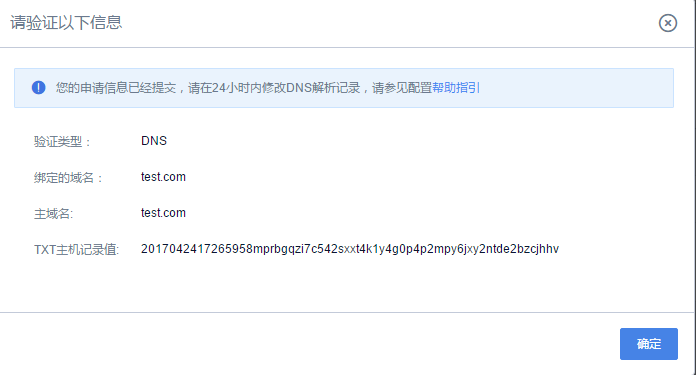 请验证以下信息
您的申请信息已经提交，请在24小时内修改DNS解析记录，请参见配置帮助指引
验证类型： DNS
绑定的域名： test.com
主域名: test.com
TXT主机记录值: 2017042417265958mprbgqzi7c542sxxt4k1y4g0p4p2mpy6jxy2ntde2bzcjhhv
确定